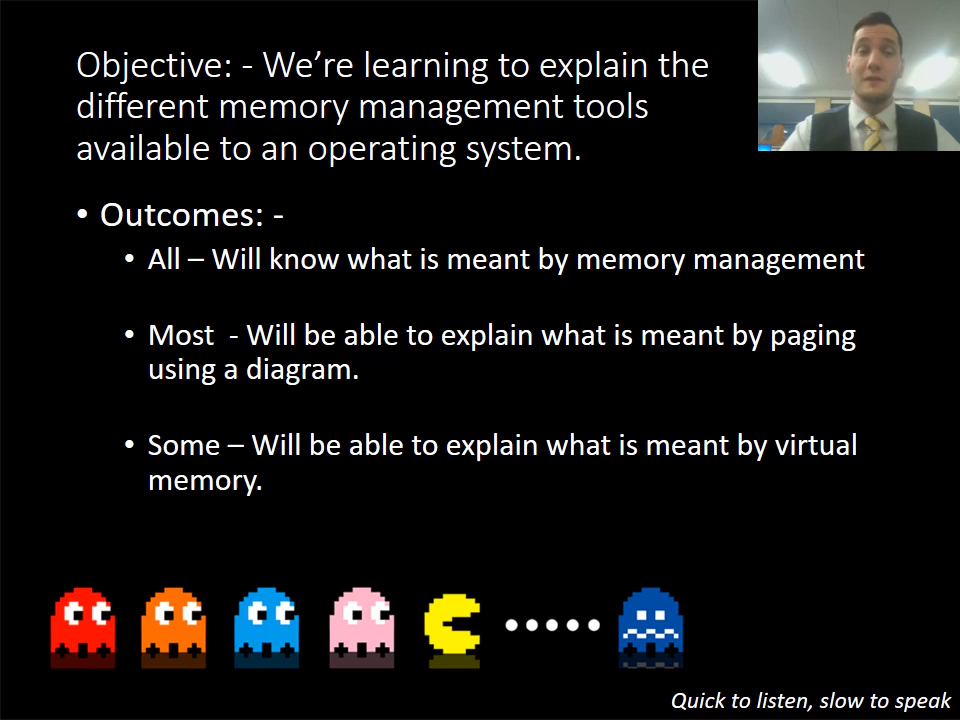 Objective: - We’re learning to explain the
different memory management tools
available to an operating system.
• Outcomes: -
• All – Will know what is meant by memory management
• Most  - Will be able to explain what is meant by paging
using a diagram.
• Some – Will be able to explain what is meant by virtual
memory.
Quick to listen, slow to speak